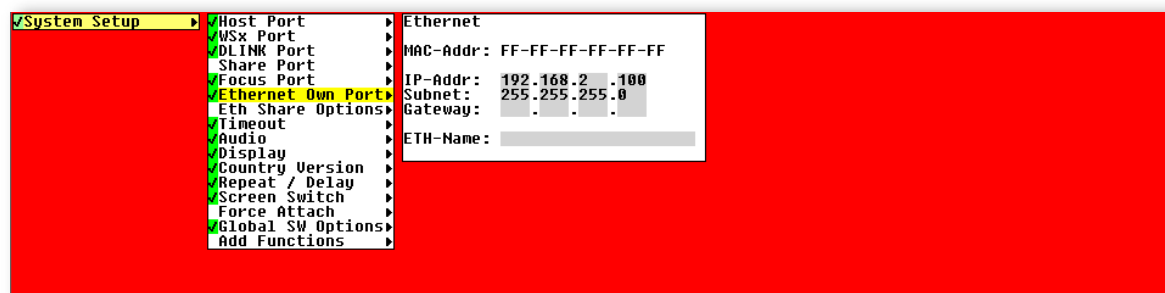 √System Setup ▶
√Host Port ▶
√WSx Port ▶
√DLINK Port ▶
Share Port ▶
√Focus Port ▶
√Ethernet Own Port▶
Eth Share Options▶
√Timeout ▶
√Audio ▶
√Display ▶
√Country Version ▶
√Repeat / Delay ▶
√Screen Switch ▶
Force Attach ▶
√Global SW Options▶
Add Functions ▶
Ethernet
MAC-Addr: FF-FF-FF-FF-FF-FF
IP-Addr: 192.168.2 .100
Subnet: 255.255.255.0
Gateway: . . .
ETH-Name: